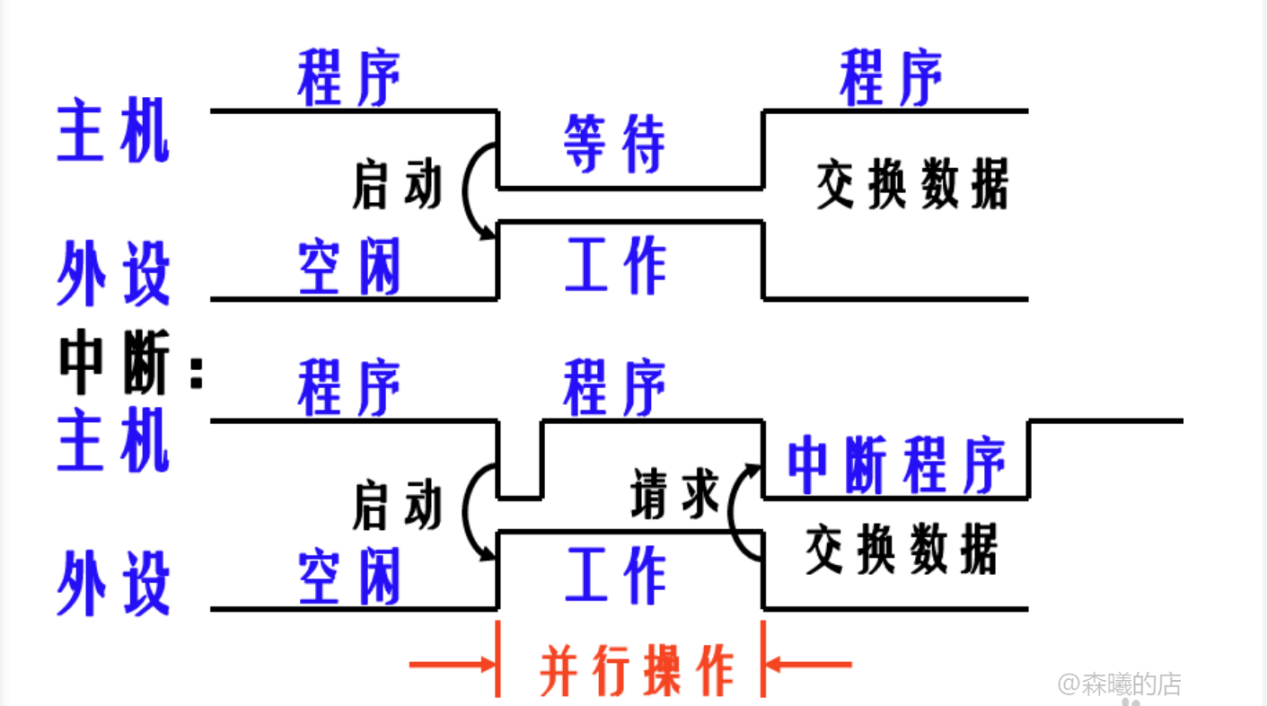 程序 程序
主机 等待
启动 交换数据
外设 空闲 工作
中断：
程序 程序
主机 中断程序
启动 请求
交换数据
外设 空闲 工作
并行操作
@森曦的店